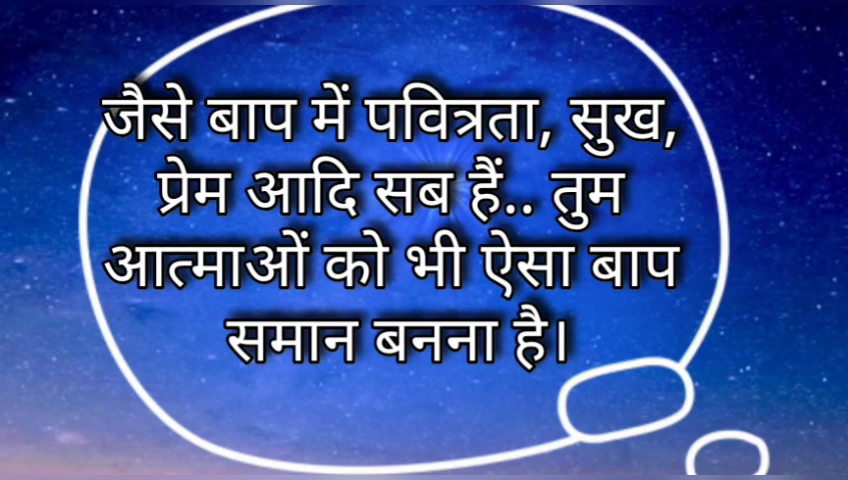 जैसे बाप में पवित्रता, सुख,
प्रेम आदि सब हैं.. तुम
आत्माओं को भी ऐसा बाप
समान बनना है।